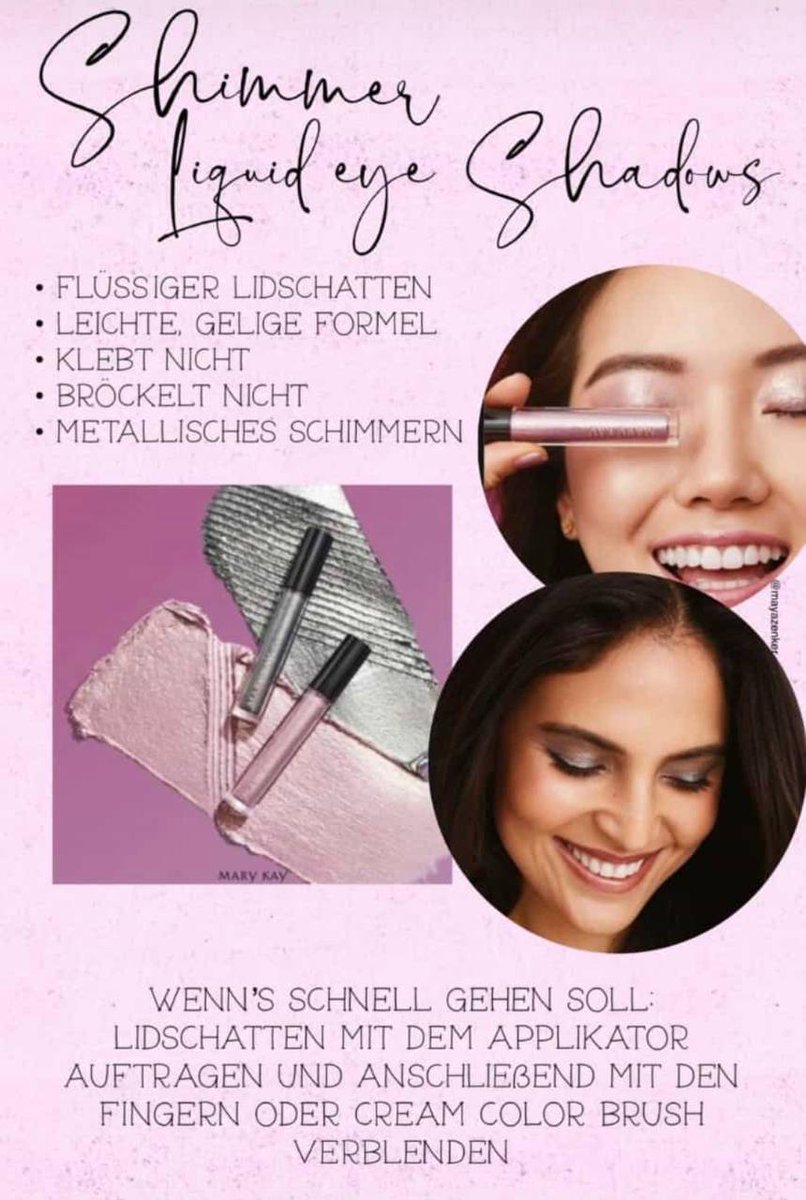 Shimmer
Liquid eye Shadows
• FLÜSSIGER LIDSCHATTEN
• LEICHTE, GELIGE FORMEL
• KLEBT NICHT
• BRÖCKELT NICHT
• METALLISCHES SCHIMMERN
@mayazenker
MARY KAY
WENN'S SCHNELL GEHEN SOLL:
LIDSCHATTEN MIT DEM APPLIKATOR
AUFTRAGEN UND ANSCHLIEßEND MIT DEN
FINGERN ODER CREAM COLOR BRUSH
VERBLENDEN